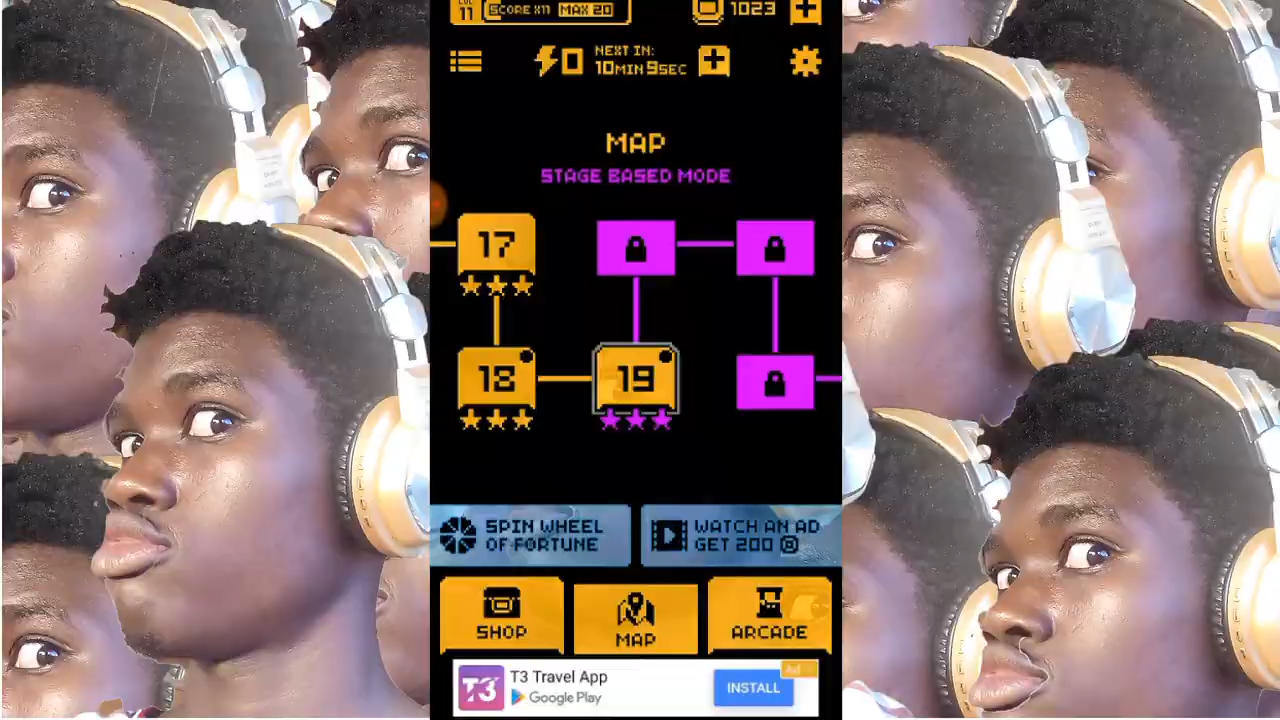 LVL
11
SCORE X11 MAX 20
1023
0
NEXT IN:
10MIN 9SEC
MAP
STAGE BASED MODE
17
18
19
SPIN WHEEL
OF FORTUNE
WATCH AN AD
GET 200
SHOP
MAP
ARCADE
T3
T3 Travel App
Google Play
INSTALL
Ad